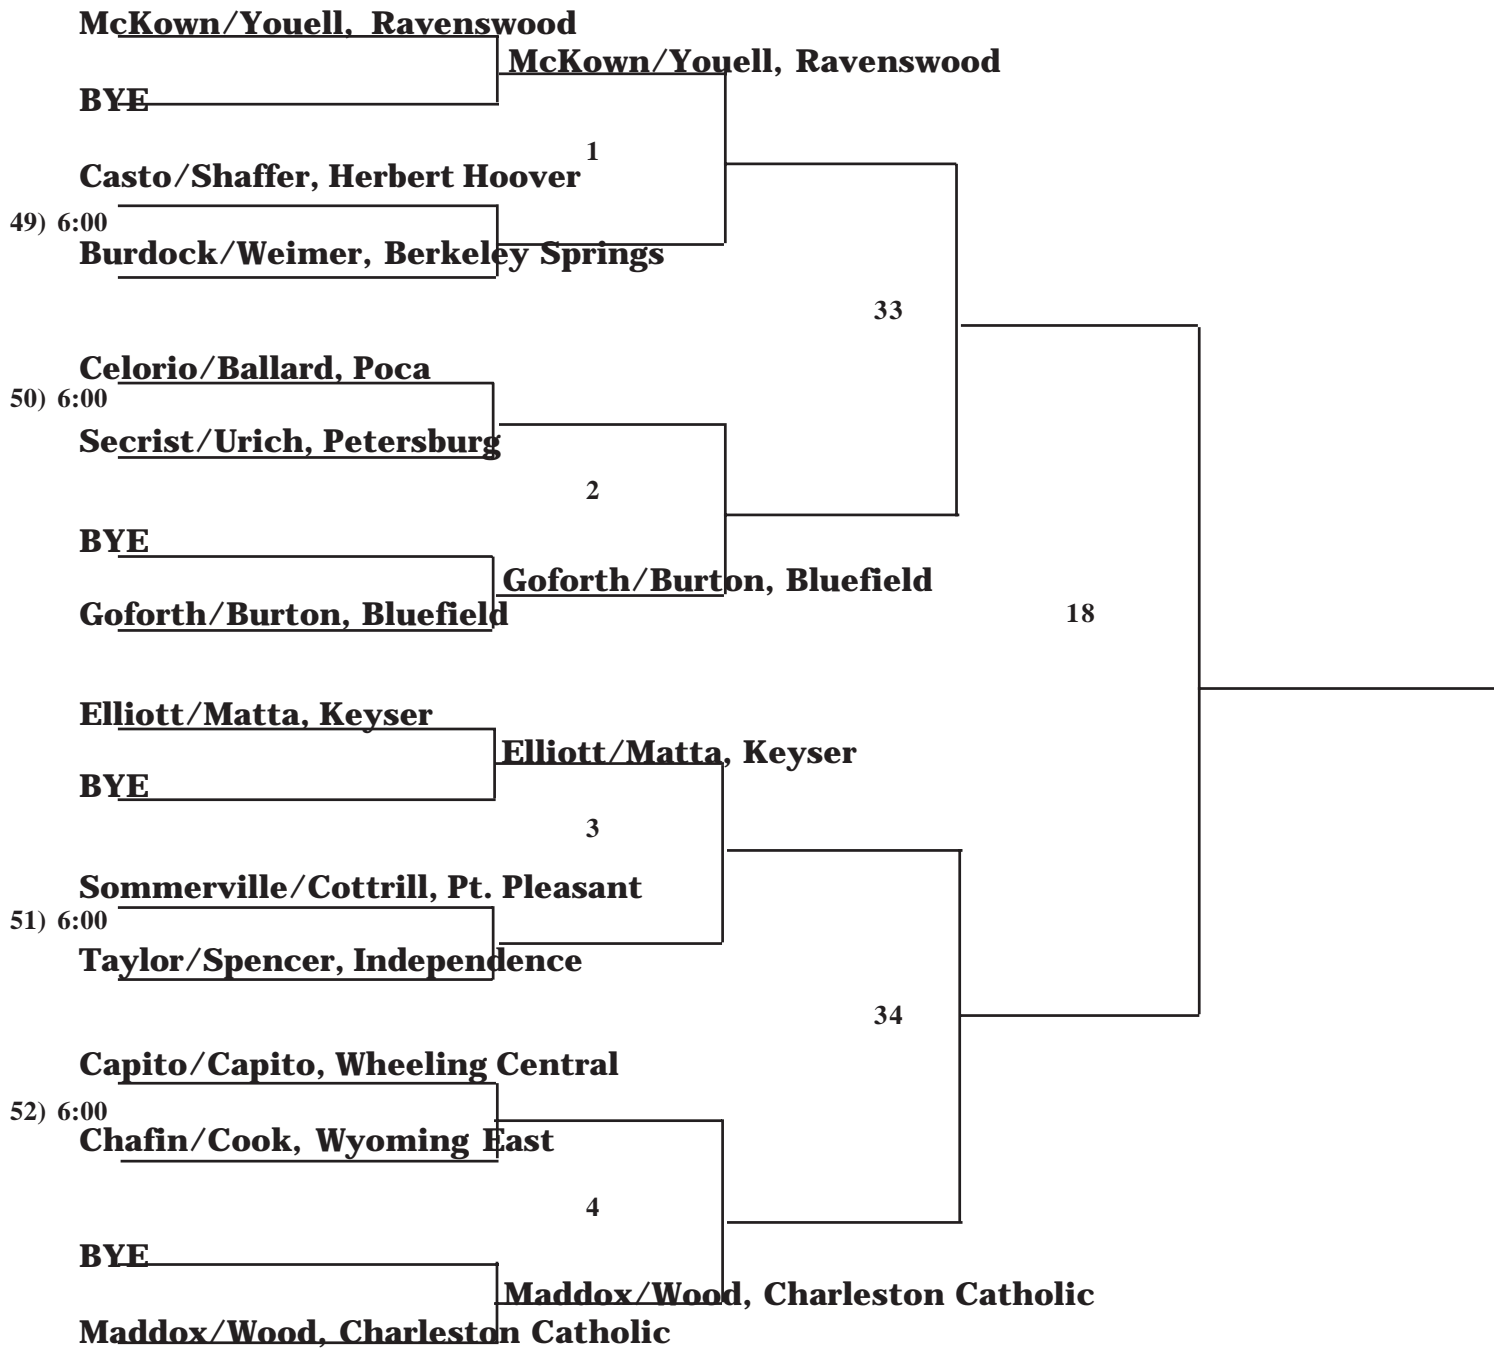 McKown/Youell, Ravenswood
McKown/Youell, Ravenswood
BYE
1
Casto/Shaffer, Herbert Hoover
49) 6:00
Burdock/Weimer, Berkeley Springs
33
Celorio/Ballard, Poca
50) 6:00
Secrist/Urich, Petersburg
2
BYE
Goforth/Burton, Bluefield
Goforth/Burton, Bluefield
18
Elliott/Matta, Keyser
Elliott/Matta, Keyser
BYE
3
Sommerville/Cottrill, Pt. Pleasant
51) 6:00
Taylor/Spencer, Independence
34
Capito/Capito, Wheeling Central
52) 6:00
Chafin/Cook, Wyoming East
4
BYE
Maddox/Wood, Charleston Catholic
Maddox/Wood, Charleston Catholic